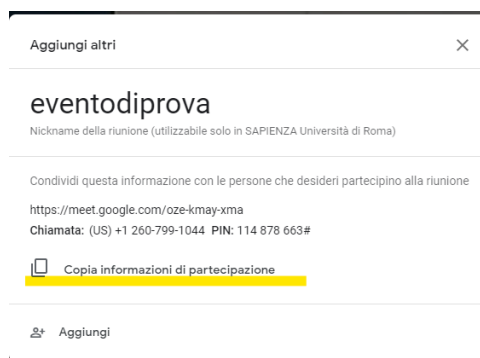 Aggiungi altri
eventodiprova
Nickname della riunione (utilizzabile solo in SAPIENZA Università di Roma)
Condividi questa informazione con le persone che desideri partecipino alla riunione
https://meet.google.com/oze-kmay-xma
Chiamata: (US) +1 260-799-1044 PIN: 114 878 663#
Copia informazioni di partecipazione
Aggiungi